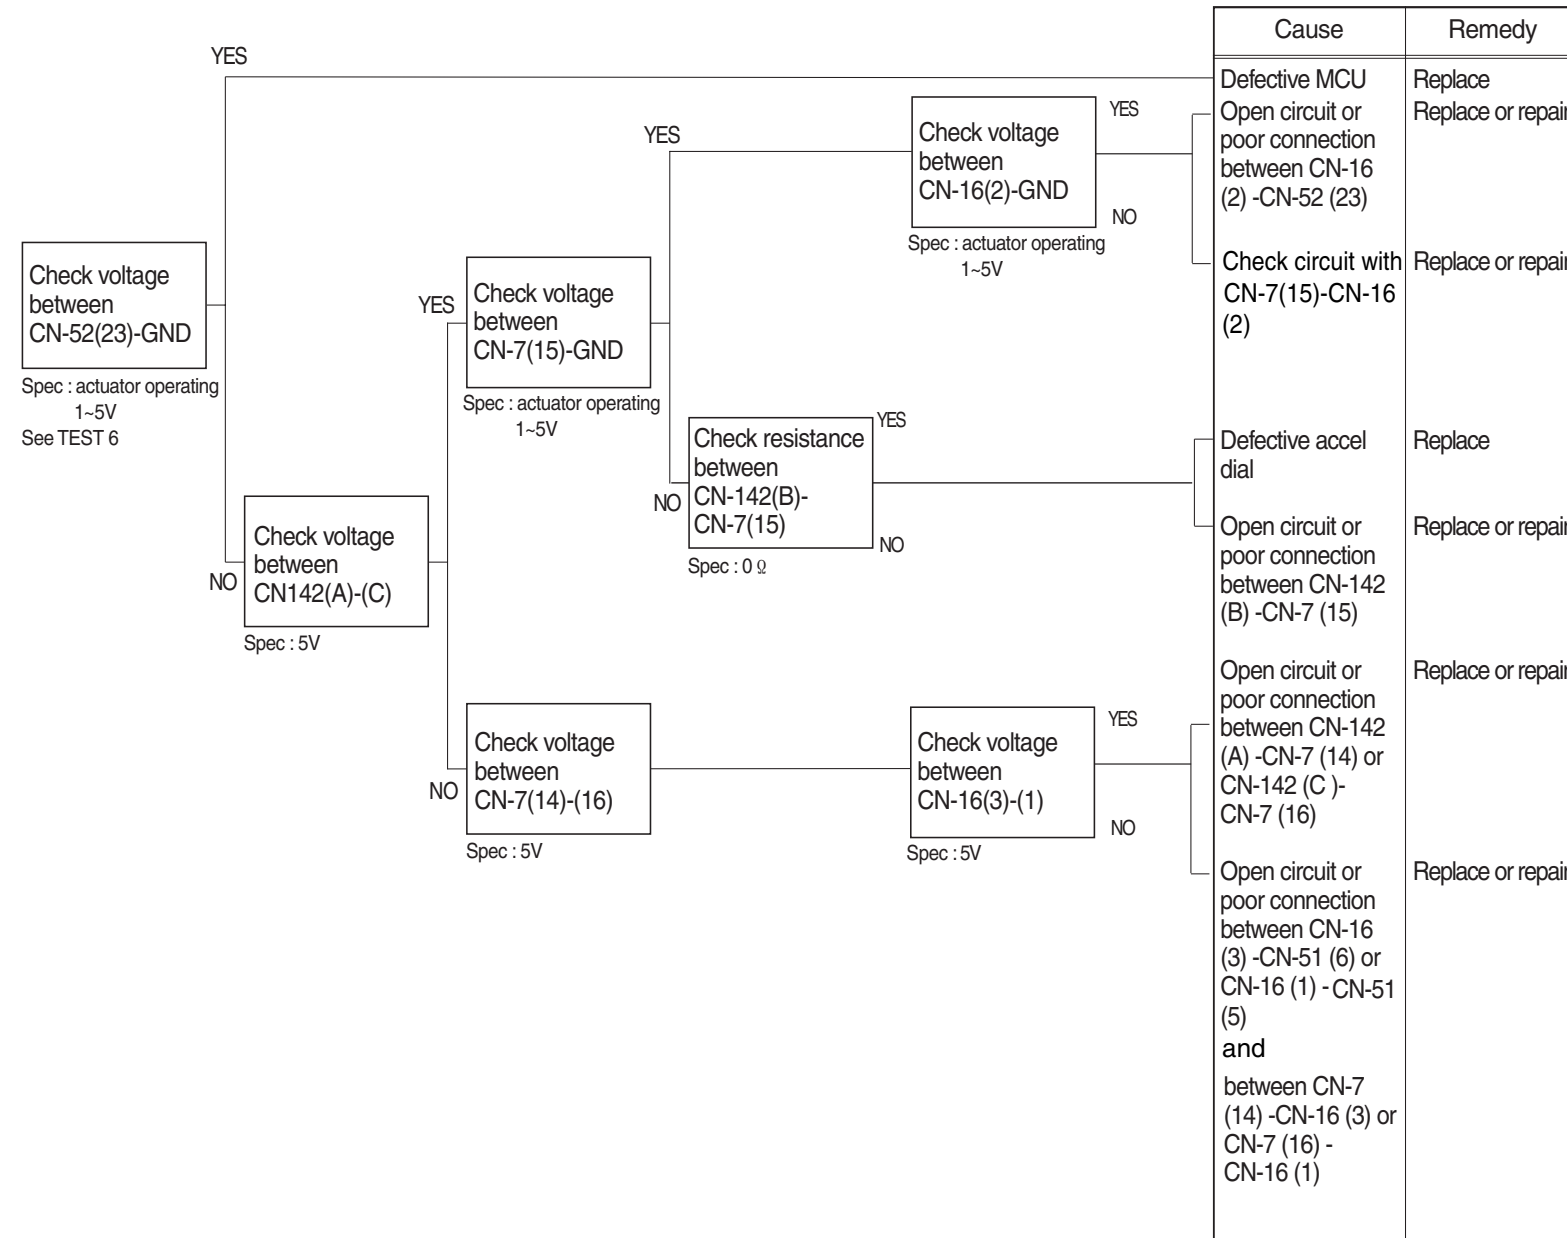 YES
Check voltage
between
CN-52(23)-GND
Spec : actuator operating
1~5V
See TEST 6
NO
Check voltage
between
CN142(A)-(C)
Spec : 5V
YES
Check voltage
between
CN-7(15)-GND
Spec : actuator operating
1~5V
NO
Check voltage
between
CN-7(14)-(16)
Spec : 5V
YES
Check voltage
between
CN-16(2)-GND
Spec : actuator operating
1~5V
YES
NO
NO
Check resistance
between
CN-142(B)-
CN-7(15)
Spec : 0 Ω
YES
NO
Check voltage
between
CN-16(3)-(1)
Spec : 5V
YES
NO
Cause Remedy
Defective MCU Replace
Open circuit or Replace or repair
poor connection
between CN-16
(2) -CN-52 (23)
Check circuit with Replace or repair
CN-7(15)-CN-16
(2)
Defective accel Replace
dial
Open circuit or Replace or repair
poor connection
between CN-142
(B) -CN-7 (15)
Open circuit or Replace or repair
poor connection
between CN-142
(A) -CN-7 (14) or
CN-142 (C )-
CN-7 (16)
Open circuit or Replace or repair
poor connection
between CN-16
(3) -CN-51 (6) or
CN-16 (1) - CN-51
(5)
and
between CN-7
(14) -CN-16 (3) or
CN-7 (16) -
CN-16 (1)